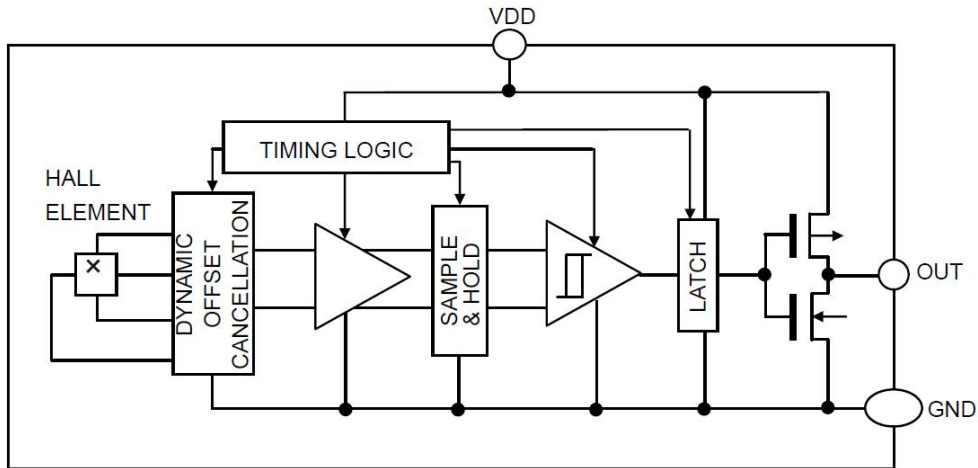 VDD
TIMING LOGIC
HALL
ELEMENT
×
DYNAMIC
OFFSET
CANCELLATION
SAMPLE
& HOLD
LATCH
OUT
GND